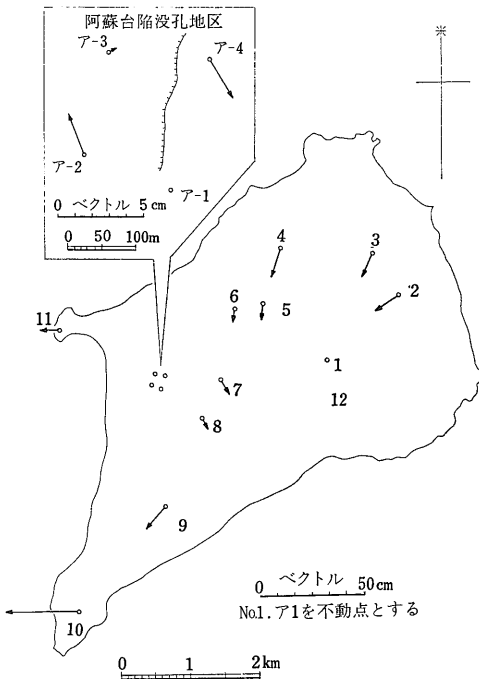 阿蘇台陥没孔地区
ア-3
ア-4
ア-2
ア-1
0 ベクトル 5cm
0 50 100m
4
3
2
6
5
11
1
7
12
8
9
0 ベクトル 50cm
No.1.ア1を不動点とする
10
0 1 2km